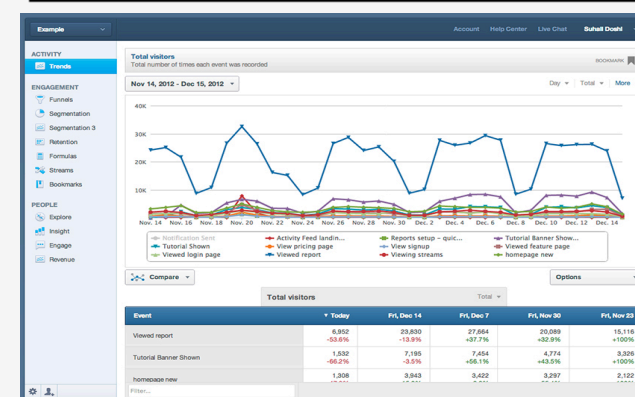 Example
Account Help Center Live Chat Suhail Doshi
ACTIVITY
Trends
ENGAGEMENT
Funnels
Segmentation
Segmentation 3
Retention
Formulas
Streams
Bookmarks
PEOPLE
Explore
Insight
Engage
Revenue
Total visitors
Total number of times each event was recorded
BOOKMARK
Nov 14, 2012 - Dec 15, 2012
Day Total More
40K
30K
20K
10K
Nov. 14 Nov. 16 Nov. 18 Nov. 20 Nov. 22 Nov. 24 Nov. 26 Nov. 28 Nov. 30 Dec. 2 Dec. 4 Dec. 6 Dec. 8 Dec. 10 Dec. 12 Dec. 14
Notification Sent Activity Feed landin... Reports setup - quic... Tutorial Banner Show...
Tutorial Shown View pricing page View signup Viewed feature page
Viewed login page Viewed report Viewing streams homepage new
Compare Options
Total visitors Total
Event Today Fri, Dec 14 Fri, Dec 7 Fri, Nov 30 Fri, Nov 23
Viewed report 6,952 23,830 27,664 20,089 15,116
-53.6% -13.9% +37.7% +32.9% +100%
Tutorial Banner Shown 1,532 7,195 7,454 4,774 3,326
-66.2% -3.5% +56.1% +43.5% +100%
homepage new 1,308 3,943 3,422 3,297 2,122
Filter...